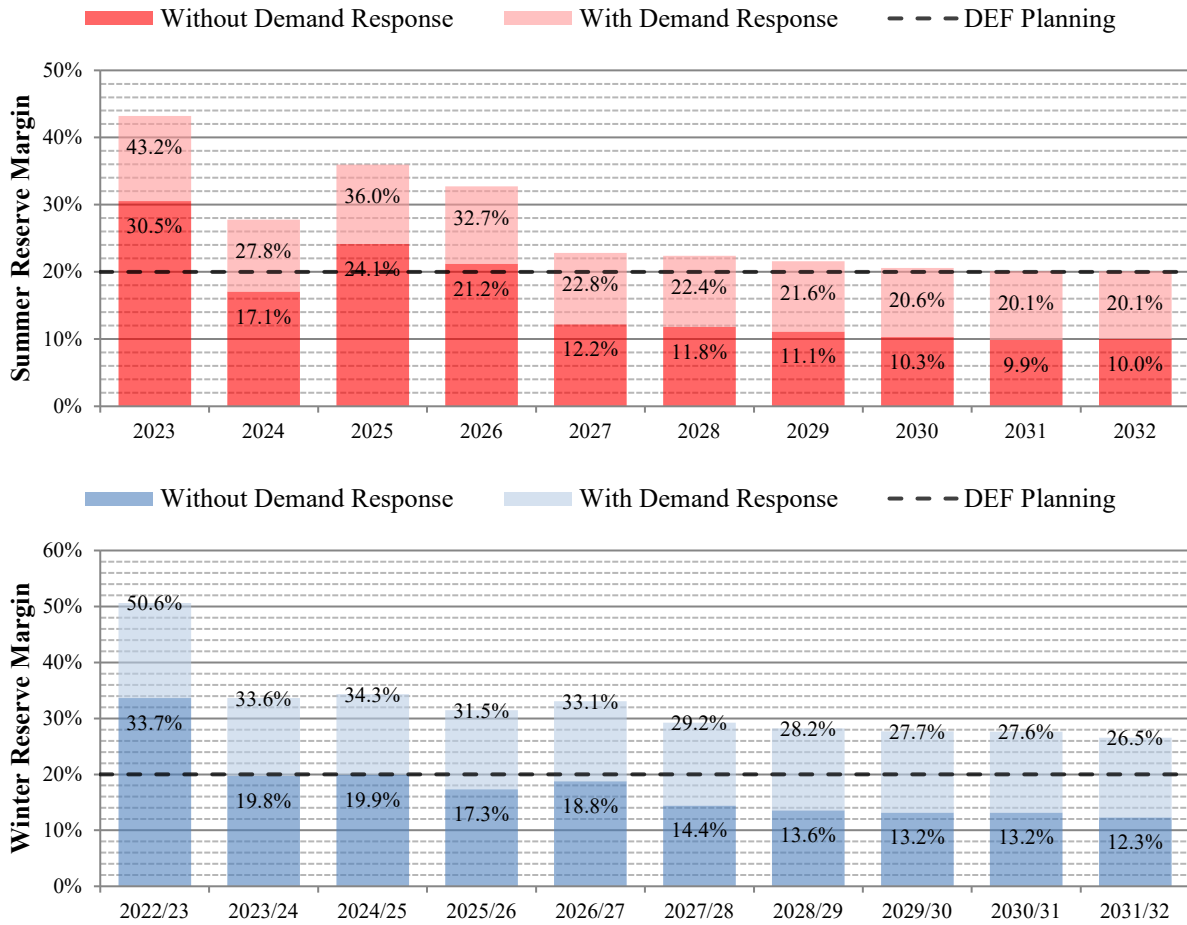 Without Demand Response With Demand Response DEF Planning
Summer Reserve Margin
50%
40%
30%
20%
10%
0%
43.2% 27.8% 36.0% 32.7% 22.8% 22.4% 21.6% 20.6% 20.1% 20.1%
30.5% 17.1% 24.1% 21.2% 12.2% 11.8% 11.1% 10.3% 9.9% 10.0%
2023 2024 2025 2026 2027 2028 2029 2030 2031 2032
Without Demand Response With Demand Response DEF Planning
Winter Reserve Margin
60%
50%
40%
30%
20%
10%
0%
50.6% 33.6% 34.3% 31.5% 33.1% 29.2% 28.2% 27.7% 27.6% 26.5%
33.7% 19.8% 19.9% 17.3% 18.8% 14.4% 13.6% 13.2% 13.2% 12.3%
2022/23 2023/24 2024/25 2025/26 2026/27 2027/28 2028/29 2029/30 2030/31 2031/32